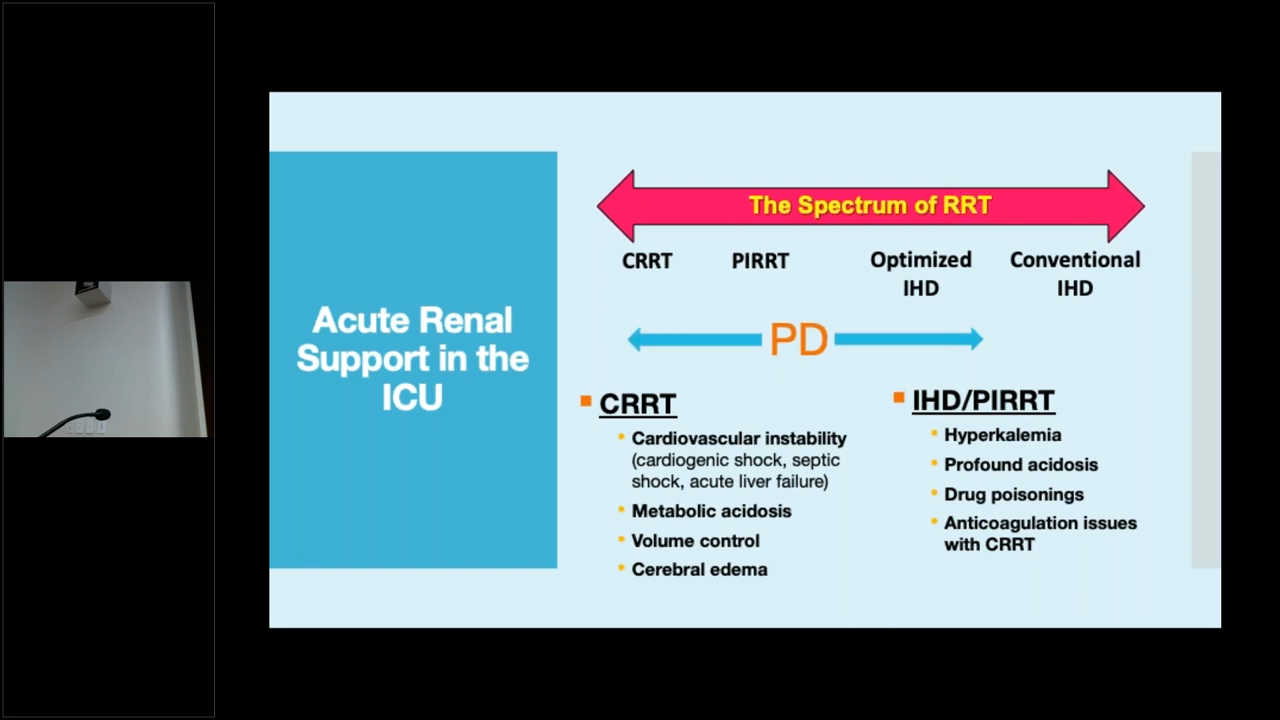 Acute Renal
Support in the
ICU
The Spectrum of RRT
CRRT
PIRRT
Optimized
IHD
Conventional
IHD
PD
CRRT
Cardiovascular instability
(cardiogenic shock, septic
shock, acute liver failure)
Metabolic acidosis
Volume control
Cerebral edema
IHD/PIRRT
Hyperkalemia
Profound acidosis
Drug poisonings
Anticoagulation issues
with CRRT